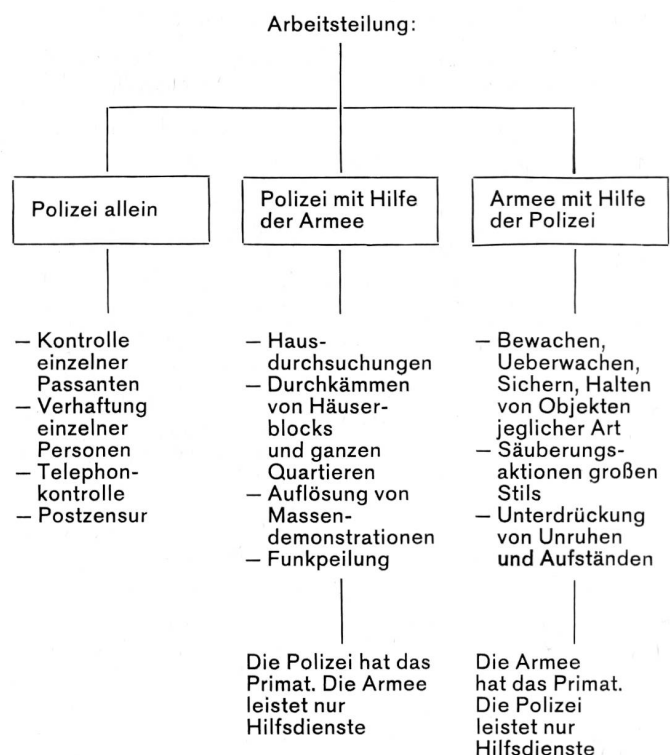 Arbeitsteilung:
Polizei allein
Polizei mit Hilfe
der Armee
Armee mit Hilfe
der Polizei
– Kontrolle
einzelner
Passanten
– Verhaftung
einzelner
Personen
– Telephon-
kontrolle
– Postzensur
– Haus-
durchsuchungen
– Durchkämmen
von Häuser-
blocks
und ganzen
Quartieren
– Auflösung von
Massen-
demonstrationen
– Funkpeilung
– Bewachen,
Ueberwachen,
Sichern, Halten
von Objekten
jeglicher Art
– Säuberungs-
aktionen großen
Stils
– Unterdrückung
von Unruhen
und Aufständen
Die Polizei hat das
Primat. Die Armee
leistet nur
Hilfsdienste
Die Armee
hat das Primat.
Die Polizei
leistet nur
Hilfsdienste